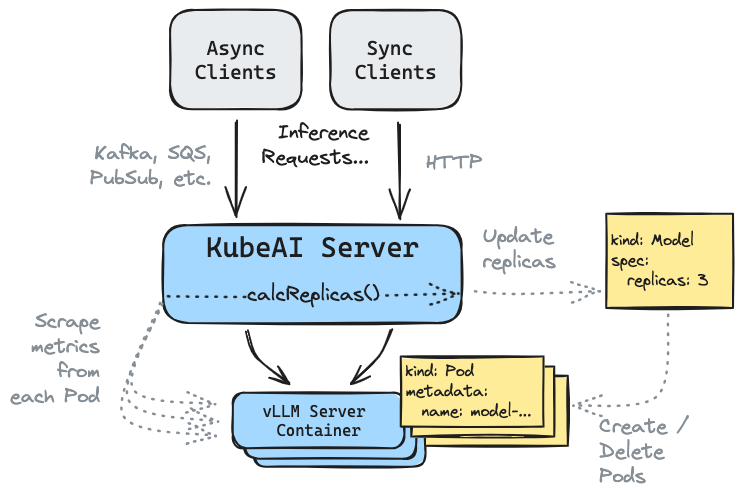 Async
Clients
Sync
Clients
Kafka, SQS,
PubSub, etc.
Inference
Requests...
HTTP
KubeAI Server
calcReplicas()
Update
replicas
kind: Model
spec:
replicas: 3
Scrape
metrics
from
each Pod
vLLM Server
Container
kind: Pod
metadata:
name: model-...
Create /
Delete
Pods